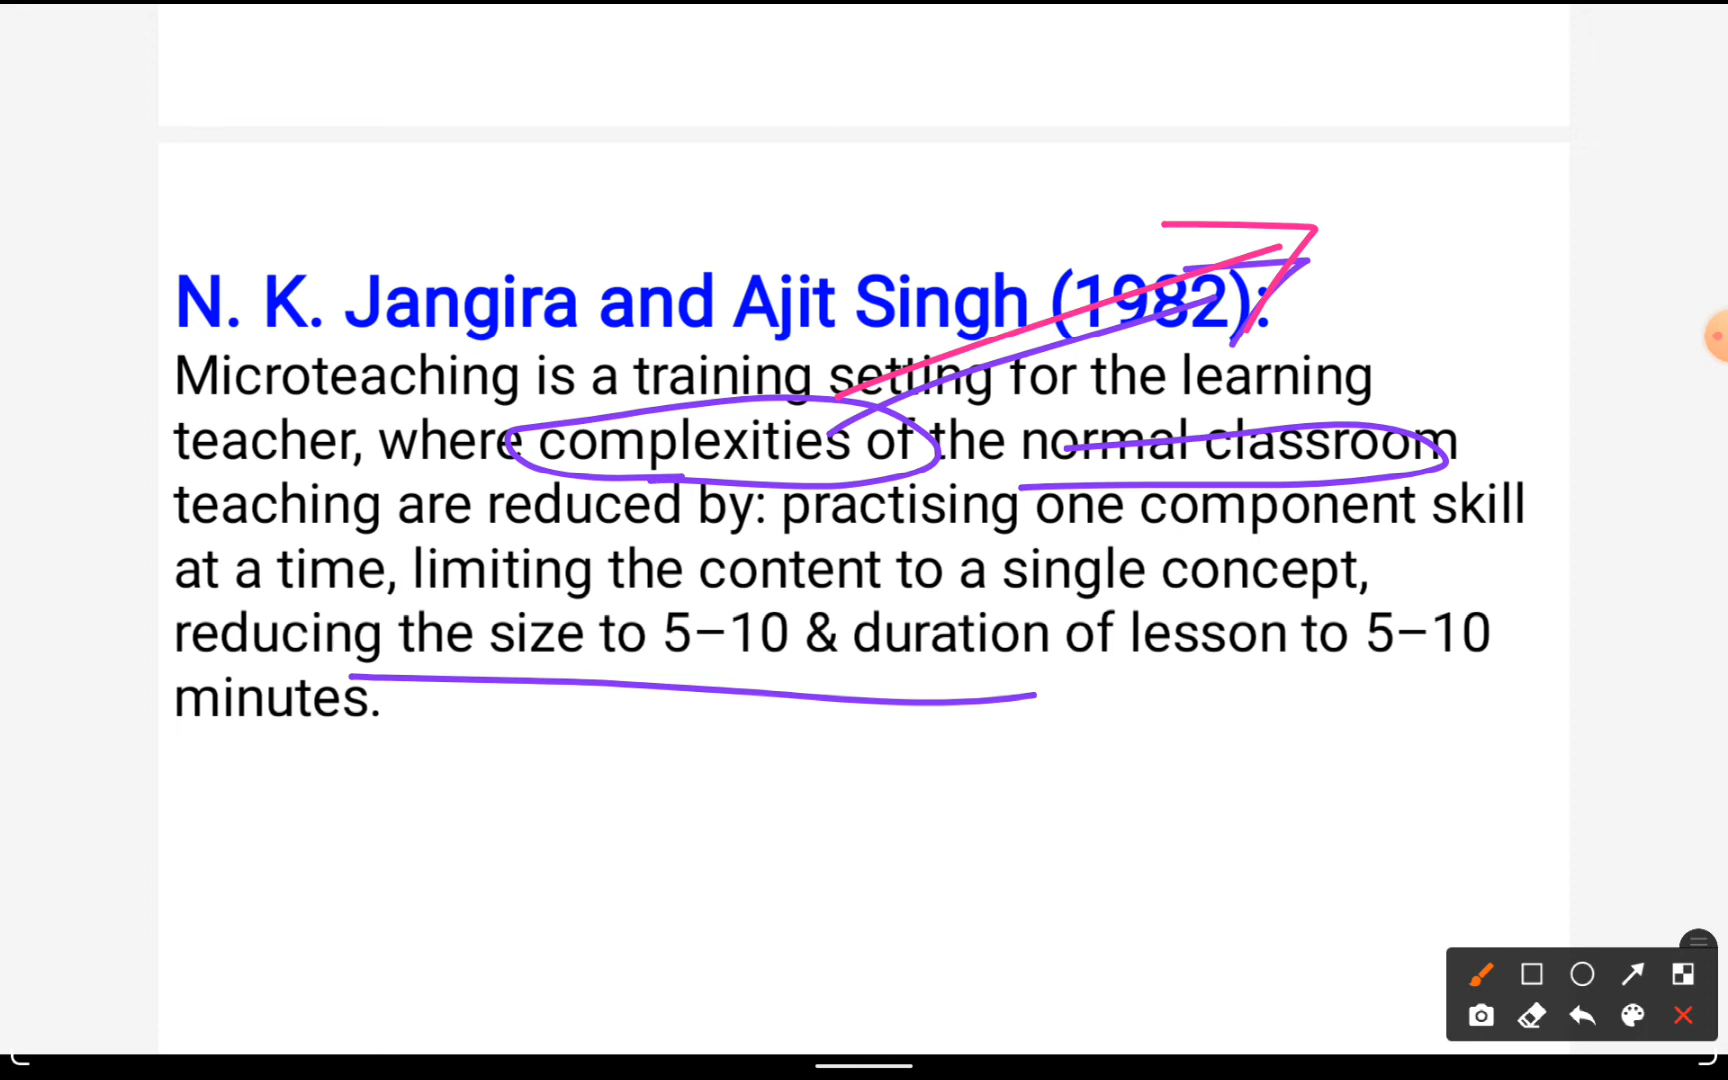 N. K. Jangira and Ajit Singh (1982):
Microteaching is a training setting for the learning
teacher, where complexities of the normal classroom
teaching are reduced by: practising one component skill
at a time, limiting the content to a single concept,
reducing the size to 5–10 & duration of lesson to 5–10
minutes.